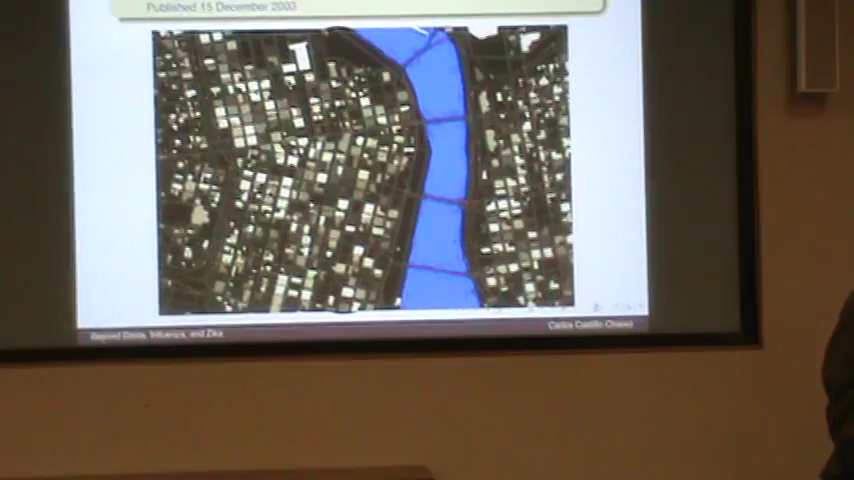 Published 15 December 2003
Beyond Ebola, Influenza, and Zika
Carlos Castillo Chavez